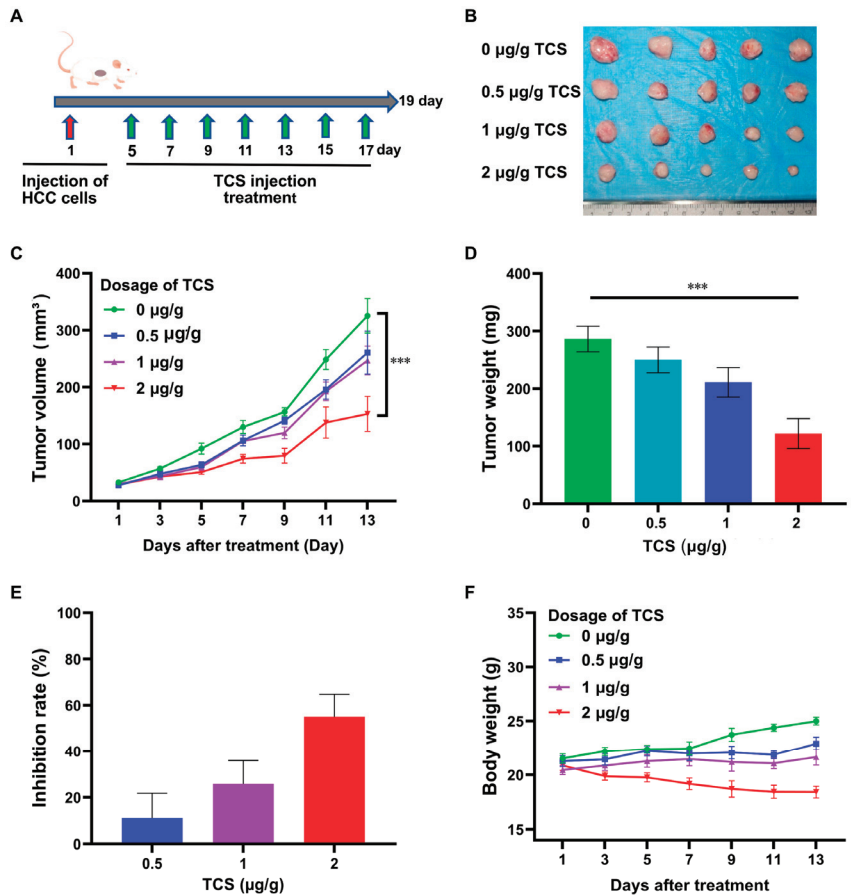 A
19 day
1
5 7 9 11 13 15 17 day
Injection of
HCC cells
TCS injection
treatment
B
0 µg/g TCS
0.5 µg/g TCS
1 µg/g TCS
2 µg/g TCS
C
Dosage of TCS
0 µg/g
0.5 µg/g
1 µg/g
2 µg/g
***
Tumor volume (mm³)
400
300
200
100
0
1 3 5 7 9 11 13
Days after treatment (Day)
D
***
Tumor weight (mg)
400
300
200
100
0
0 0.5 1 2
TCS (µg/g)
E
Inhibition rate (%)
100
80
60
40
20
0
0.5 1 2
TCS (µg/g)
F
Dosage of TCS
0 µg/g
0.5 µg/g
1 µg/g
2 µg/g
Body weight (g)
35
30
25
20
15
1 3 5 7 9 11 13
Days after treatment